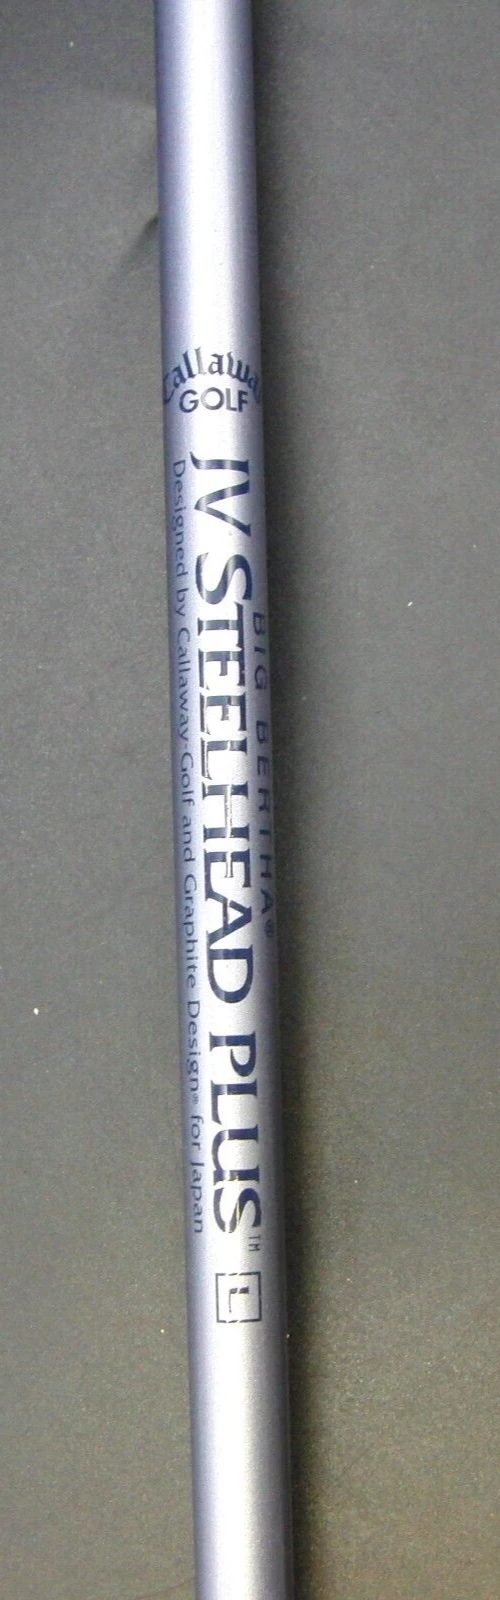 Callaway
GOLF
BIG BERTHA®
JV STEELHEAD PLUS™ L
Designed by Callaway-Golf and Graphite Design® for Japan